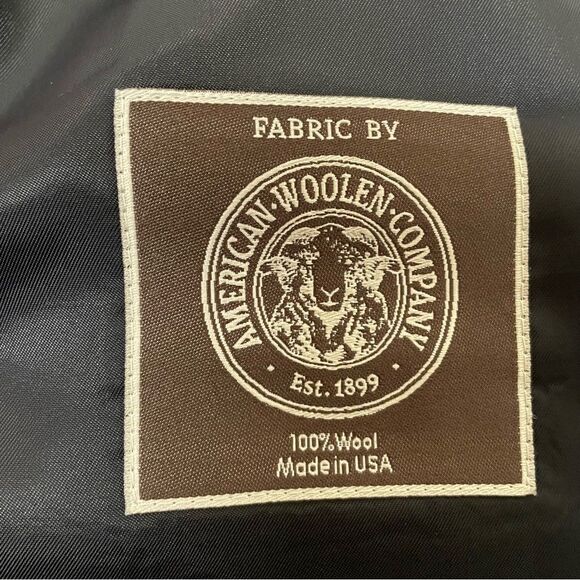 FABRIC BY
AMERICAN·WOOLEN·COMPANY
· Est. 1899 ·
100%Wool
Made in USA